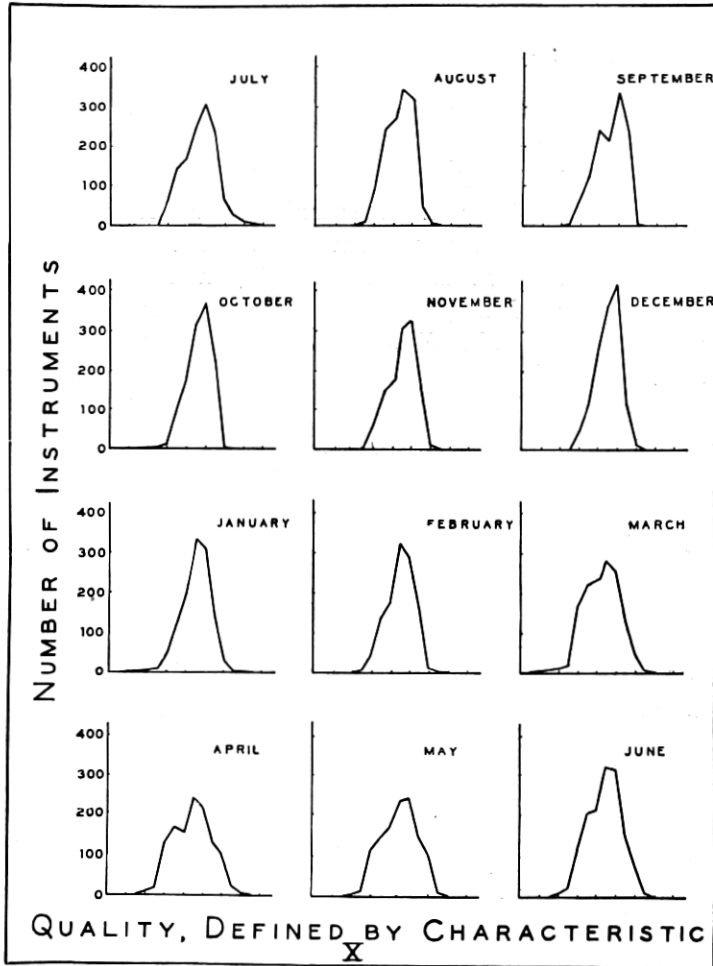 NUMBER OF INSTRUMENTS
400
300
200
100
0
JULY
AUGUST
SEPTEMBER
400
300
200
100
0
OCTOBER
NOVEMBER
DECEMBER
400
300
200
100
0
JANUARY
FEBRUARY
MARCH
400
300
200
100
0
APRIL
MAY
JUNE
QUALITY, DEFINED BY CHARACTERISTIC
X